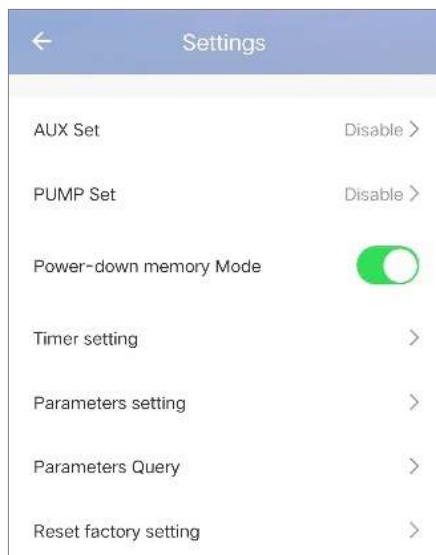 Settings
AUX Set Disable
PUMP Set Disable
Power-down memory Mode
Timer setting
Parameters setting
Parameters Query
Reset factory setting